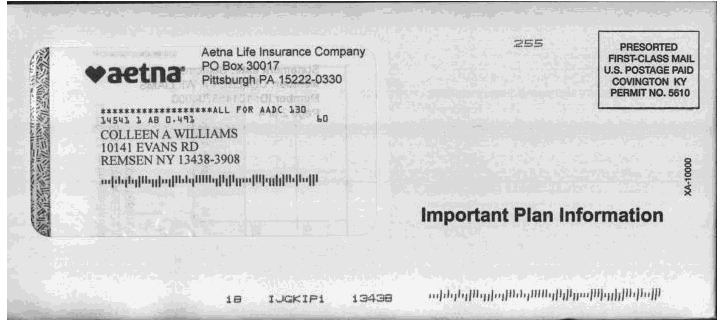 255
PRESORTED
FIRST-CLASS MAIL
U.S. POSTAGE PAID
COVINGTON KY
PERMIT NO. 5610
aetna
Aetna Life Insurance Company
PO Box 30017
Pittsburgh PA 15222-0330
*******************ALL FOR AADC 130
14541 1 AB 0.491 60
COLLEEN A WILLIAMS
10141 EVANS RD
REMSEN NY 13438-3908
XA-10000
Important Plan Information
18 IJGKIP1 13438